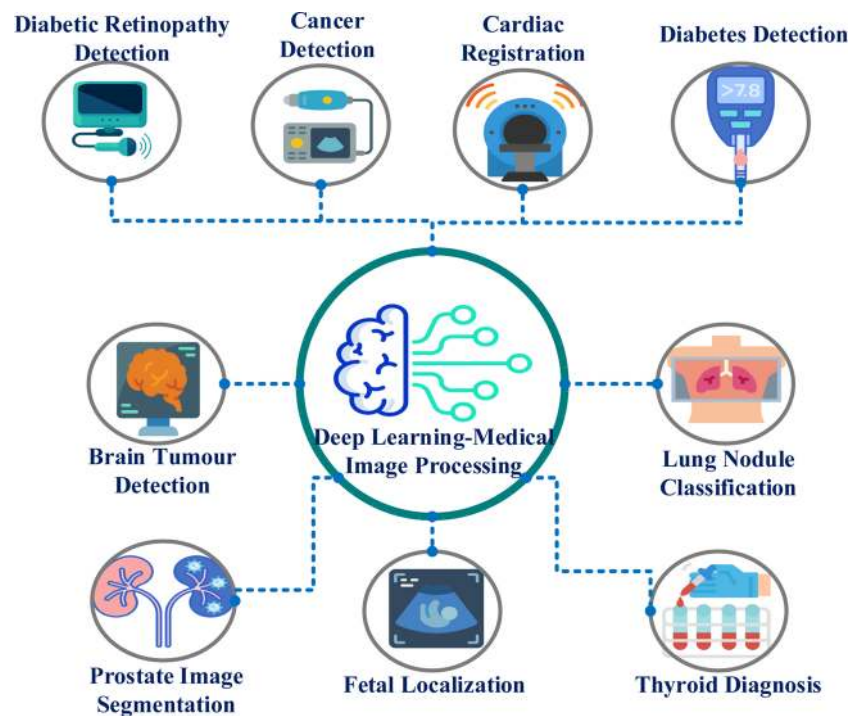 Diabetic Retinopathy
Detection
Cancer
Detection
Cardiac
Registration
Diabetes Detection
>7.8
Deep Learning-Medical
Image Processing
Brain Tumour
Detection
Lung Nodule
Classification
Prostate Image
Segmentation
Fetal Localization
Thyroid Diagnosis